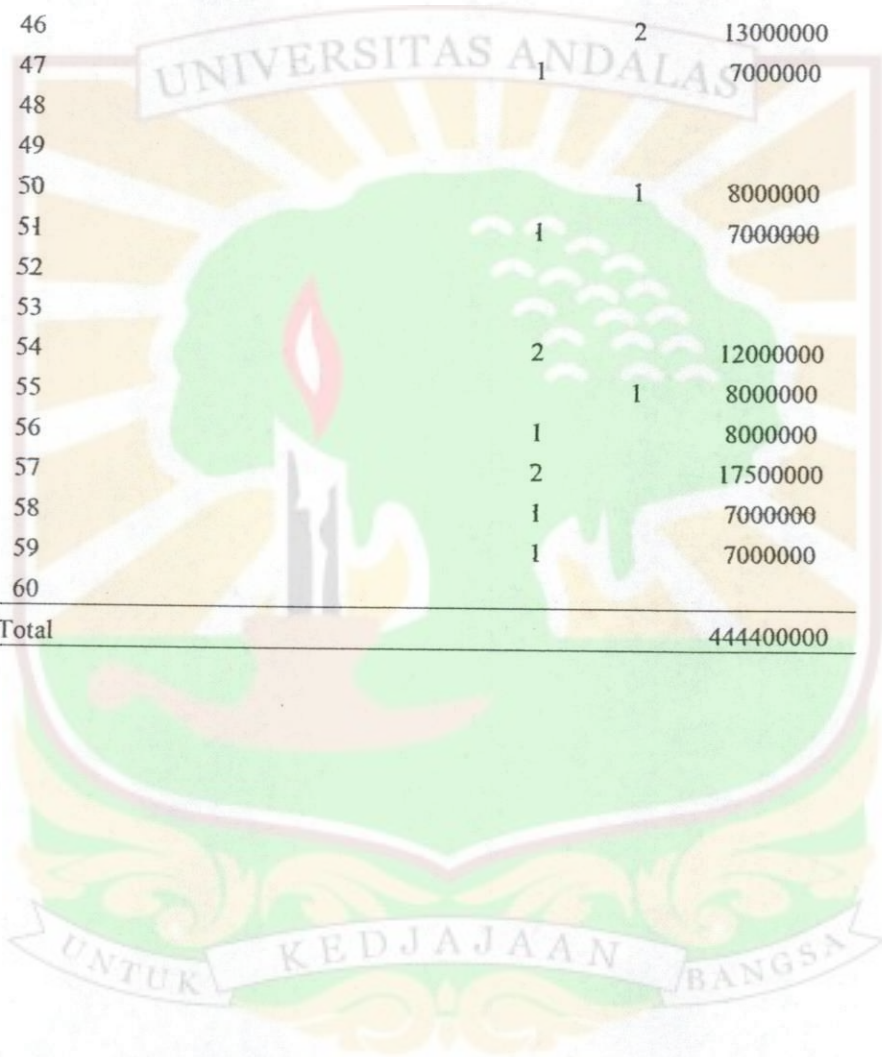 46 2 13000000
UNIVERSITAS ANDALAS
47 1 7000000
48
49
50 1 8000000
51 1 7000000
52
53
54 2 12000000
55 1 8000000
56 1 8000000
57 2 17500000
58 1 7000000
59 1 7000000
60
Total 444400000
UNTUK KEDJAJAAN BANGSA